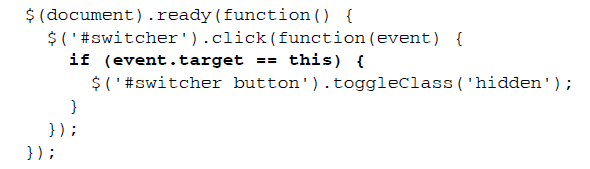 $(document).ready(function() {
  $('#switcher').click(function(event) {
    if (event.target == this) {
      $('#switcher button').toggleClass('hidden');
    }
  });
});